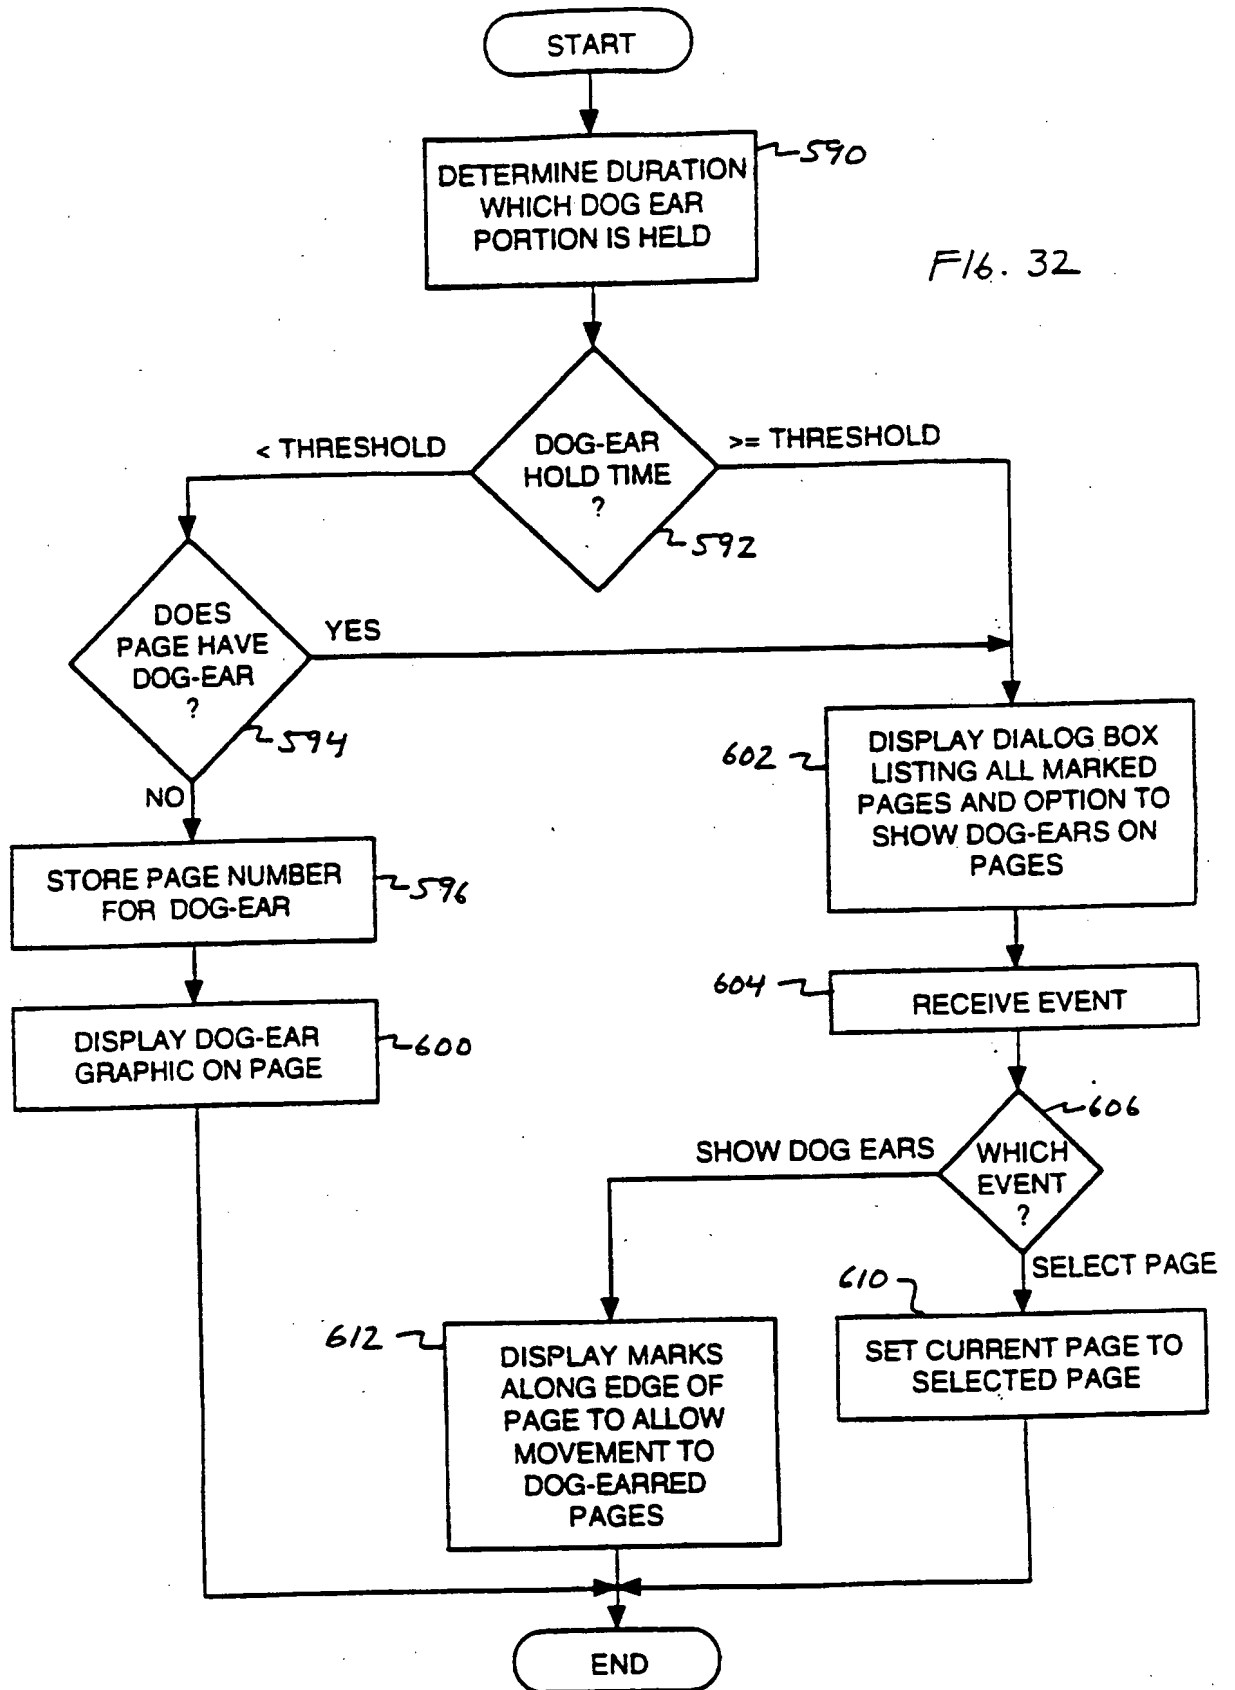 START
DETERMINE DURATION
WHICH DOG EAR
PORTION IS HELD
590
FIG. 32
< THRESHOLD
DOG-EAR
HOLD TIME
?
>= THRESHOLD
592
DOES
PAGE HAVE
DOG-EAR
?
YES
594
NO
602
DISPLAY DIALOG BOX
LISTING ALL MARKED
PAGES AND OPTION TO
SHOW DOG-EARS ON
PAGES
STORE PAGE NUMBER
FOR DOG-EAR
596
604
RECEIVE EVENT
DISPLAY DOG-EAR
GRAPHIC ON PAGE
600
606
SHOW DOG EARS
WHICH
EVENT
?
SELECT PAGE
610
SET CURRENT PAGE TO
SELECTED PAGE
612
DISPLAY MARKS
ALONG EDGE OF
PAGE TO ALLOW
MOVEMENT TO
DOG-EARRED
PAGES
END